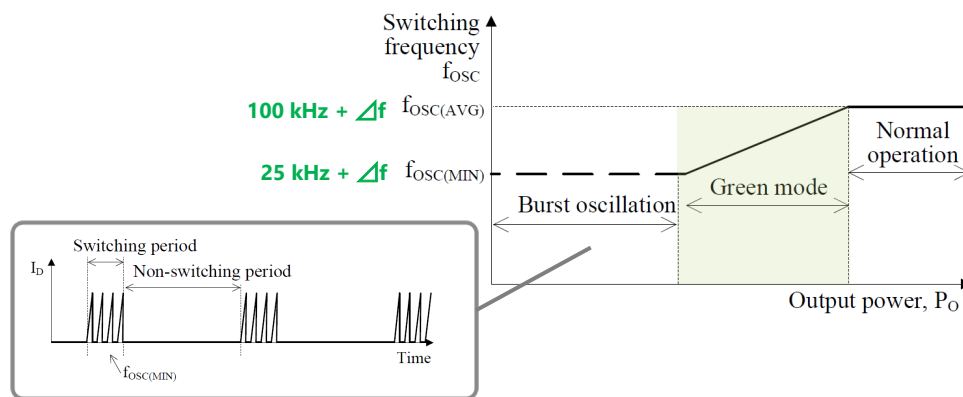 Switching
frequency
fOSC
100 kHz + ⊿f fOSC(AVG)
25 kHz + ⊿f fOSC(MIN)
Normal
operation
Green mode
Burst oscillation
Output power, PO
Switching period
ID
Non-switching period
Time
fOSC(MIN)